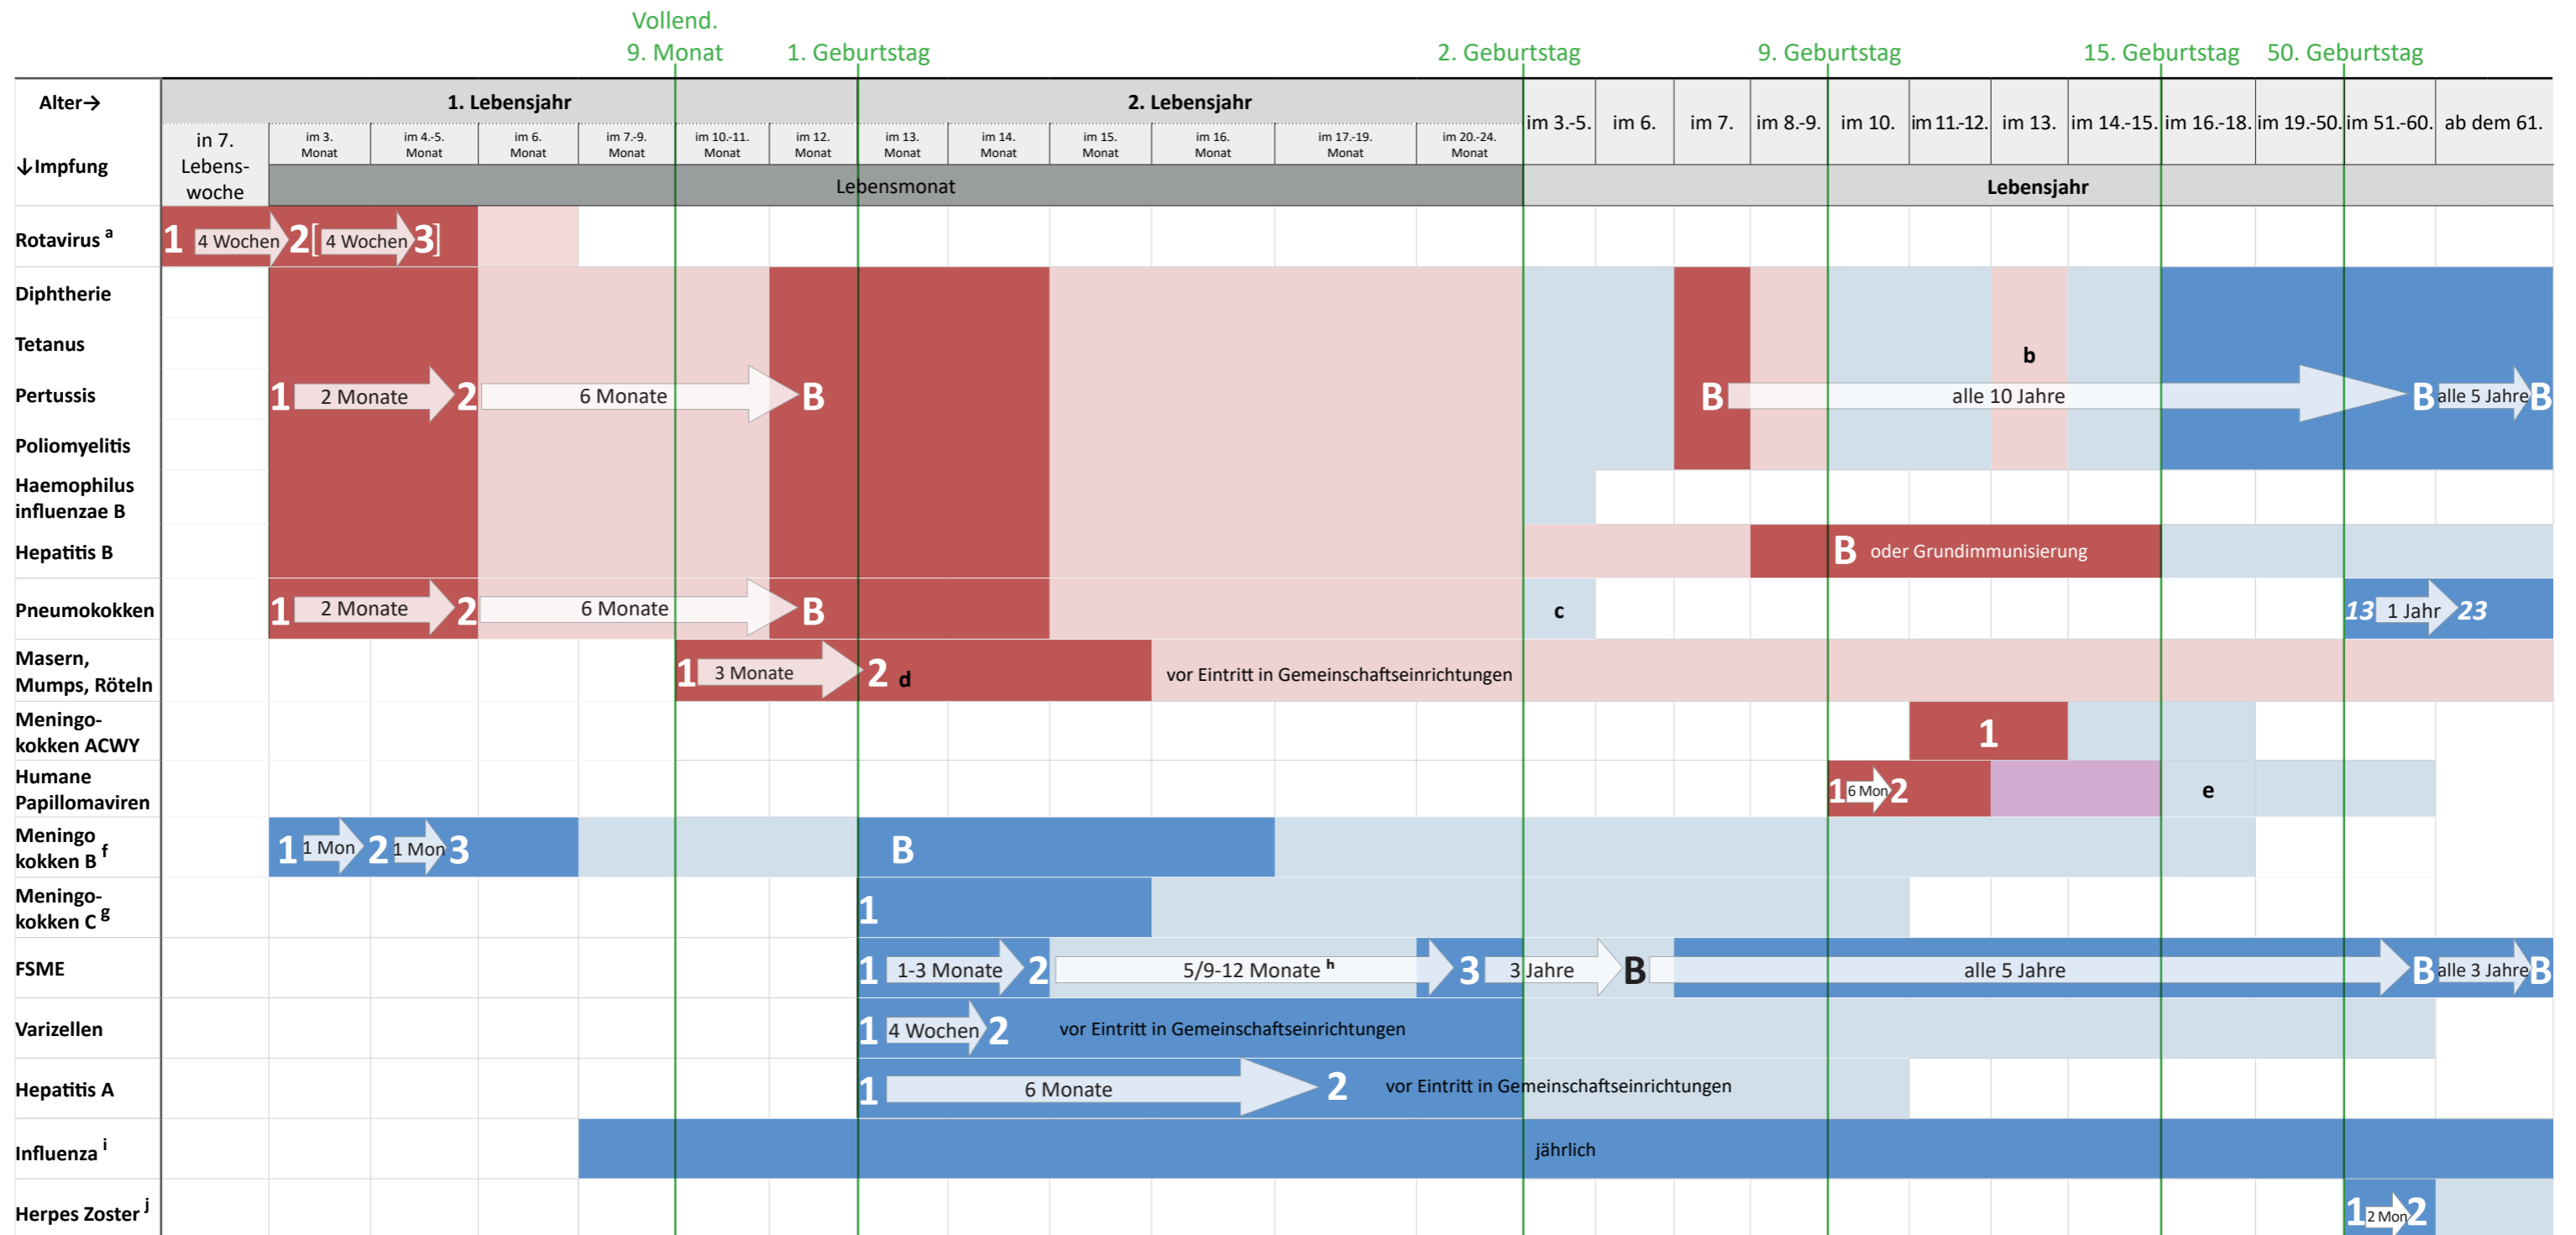 Vollend.
9. Monat 1. Geburtstag 2. Geburtstag 9. Geburtstag 15. Geburtstag 50. Geburtstag
Alter→ 1. Lebensjahr 2. Lebensjahr
↓Impfung
in 7.
Lebens-
woche
im 3.
Monat
im 4.-5.
Monat
im 6.
Monat
im 7.-9.
Monat
im 10.-11.
Monat
im 12.
Monat
im 13.
Monat
im 14.
Monat
im 15.
Monat
im 16.
Monat
im 17.-19.
Monat
im 20.-24.
Monat
im 3.-5. im 6. im 7. im 8.-9. im 10. im 11.-12. im 13. im 14.-15. im 16.-18. im 19.-50. im 51.-60. ab dem 61.
Lebensmonat Lebensjahr
Rotavirus a 1 4 Wochen 2 [ 4 Wochen 3 ]
Diphtherie
Tetanus b
Pertussis 1 2 Monate 2 6 Monate B B alle 10 Jahre B alle 5 Jahre B
Poliomyelitis
Haemophilus
influenzae B
Hepatitis B B oder Grundimmunisierung
Pneumokokken 1 2 Monate 2 6 Monate B c 13 1 Jahr 23
Masern,
Mumps, Röteln 1 3 Monate 2 d vor Eintritt in Gemeinschaftseinrichtungen
Meningo-
kokken ACWY 1
Humane
Papillomaviren 1 6 Mon 2 e
Meningo
kokken B f 1 1 Mon 2 1 Mon 3 B
Meningo-
kokken C g 1
FSME 1 1-3 Monate 2 5/9-12 Monate h 3 3 Jahre B alle 5 Jahre B alle 3 Jahre B
Varizellen 1 4 Wochen 2 vor Eintritt in Gemeinschaftseinrichtungen
Hepatitis A 1 6 Monate 2 vor Eintritt in Gemeinschaftseinrichtungen
Influenza i jährlich
Herpes Zoster j 1 2 Mon 2